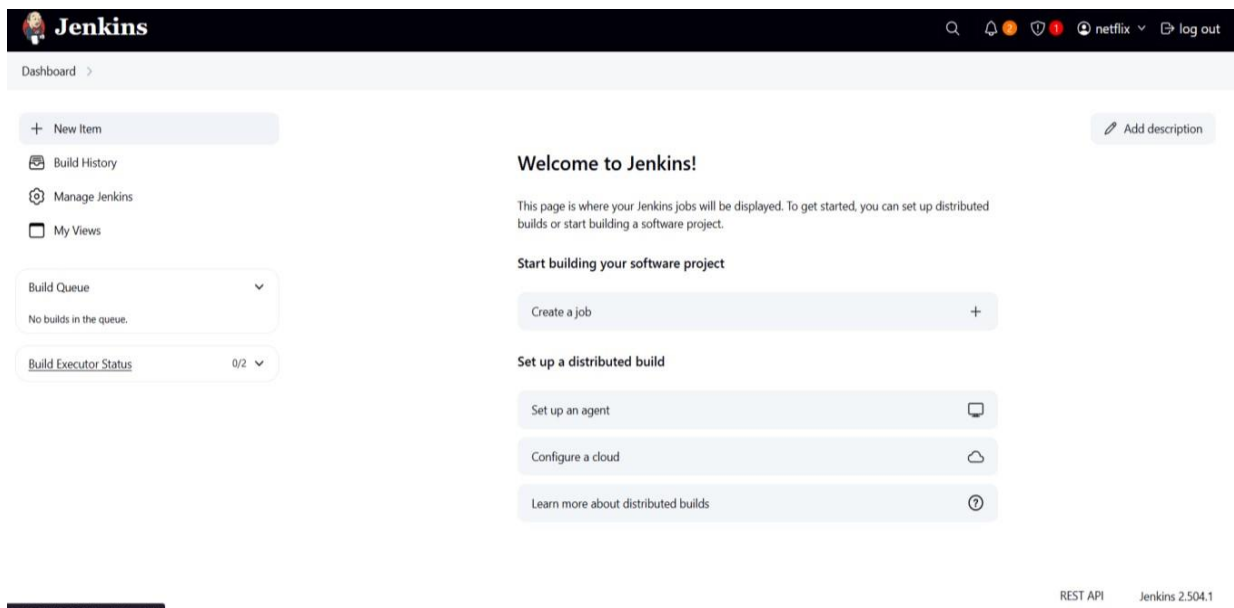 Jenkins
2
1
netflix
log out
Dashboard
New Item
Add description
Build History
Manage Jenkins
My Views
Welcome to Jenkins!
This page is where your Jenkins jobs will be displayed. To get started, you can set up distributed
builds or start building a software project.
Start building your software project
Build Queue
No builds in the queue.
Create a job
Build Executor Status
0/2
Set up a distributed build
Set up an agent
Configure a cloud
Learn more about distributed builds
REST API
Jenkins 2.504.1